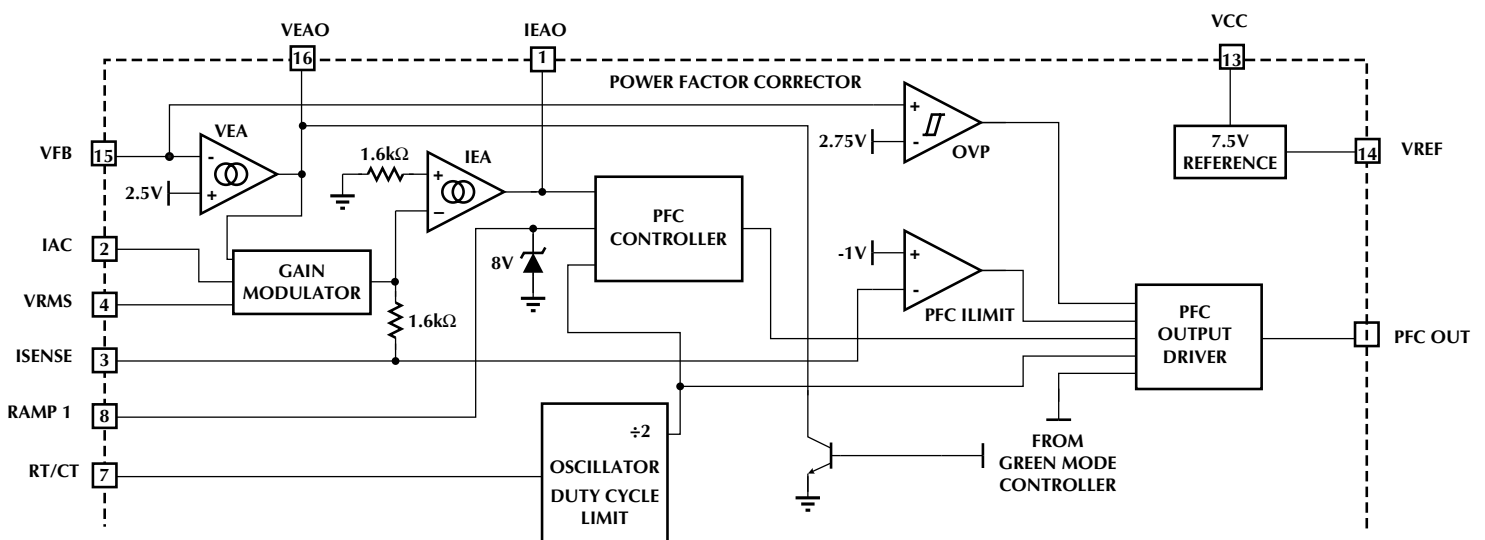 VEAO
IEAO
VCC
16
1
13
POWER FACTOR CORRECTOR
VEA
+
-
OVP
2.75V
7.5V
REFERENCE
14
VREF
VFB
15
-
+
2.5V
1.6kΩ
IEA
+
–
PFC
CONTROLLER
IAC
2
GAIN
MODULATOR
8V
-1V
+
-
PFC ILIMIT
VRMS
4
1.6kΩ
PFC
OUTPUT
DRIVER
PFC OUT
ISENSE
3
RAMP 1
8
÷2
OSCILLATOR
DUTY CYCLE
LIMIT
RT/CT
7
FROM
GREEN MODE
CONTROLLER